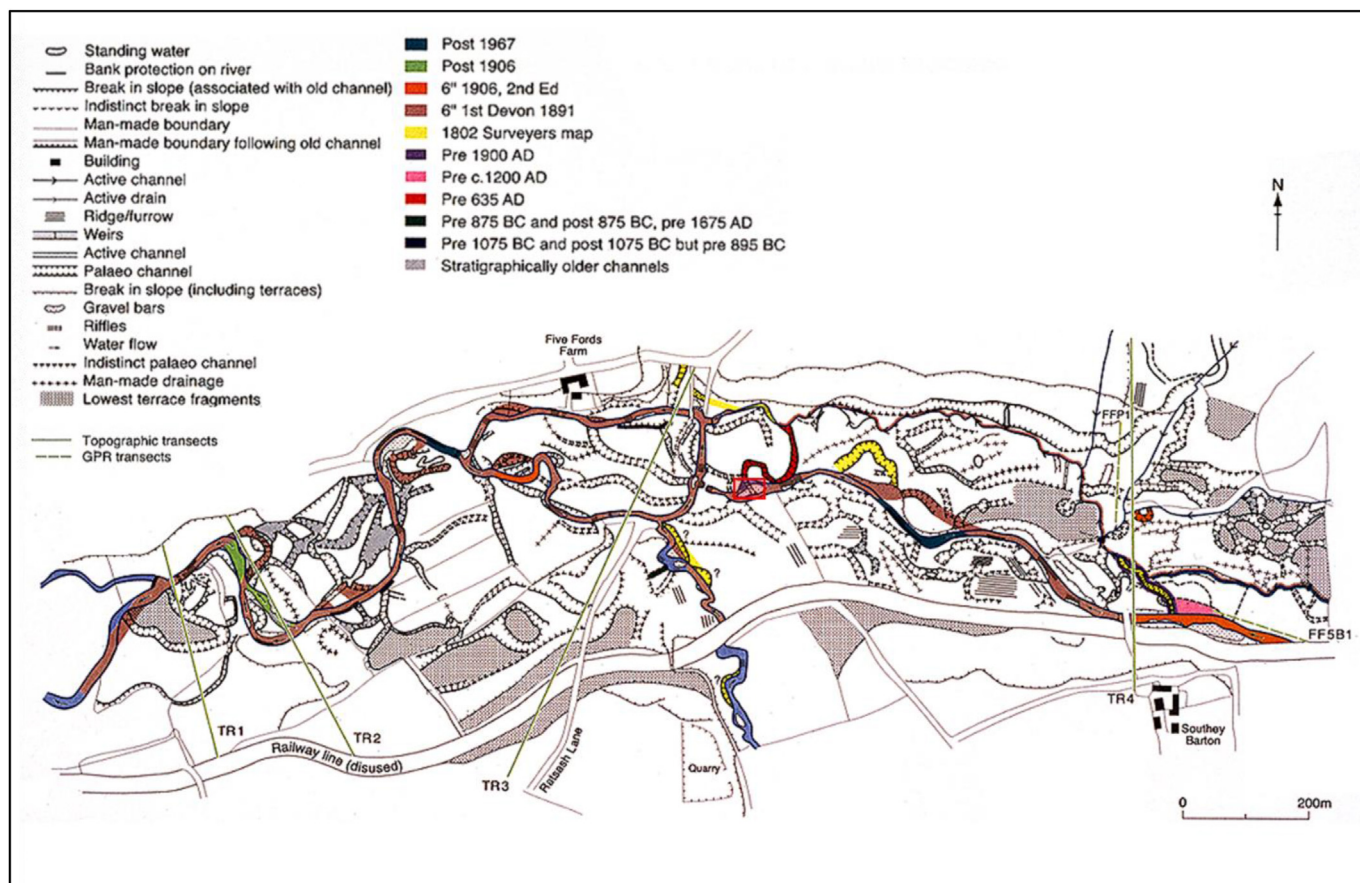 Standing water
Bank protection on river
Break in slope (associated with old channel)
Indistinct break in slope
Man-made boundary
Man-made boundary following old channel
Building
Active channel
Active drain
Ridge/furrow
Weirs
Active channel
Palaeo channel
Break in slope (including terraces)
Gravel bars
Riffles
Water flow
Indistinct palaeo channel
Man-made drainage
Lowest terrace fragments
Topographic transects
GPR transects
Post 1967
Post 1906
6" 1906, 2nd Ed
6" 1st Devon 1891
1802 Surveyers map
Pre 1900 AD
Pre c.1200 AD
Pre 635 AD
Pre 875 BC and post 875 BC, pre 1675 AD
Pre 1075 BC and post 1075 BC but pre 895 BC
Stratigraphically older channels
N
Five Fords
Farm
FFP1
?
?
?
FF5B1
TR1
TR2
TR3
TR4
Railway line (disused)
Ratsash Lane
Quarry
Southey
Barton
0 200m